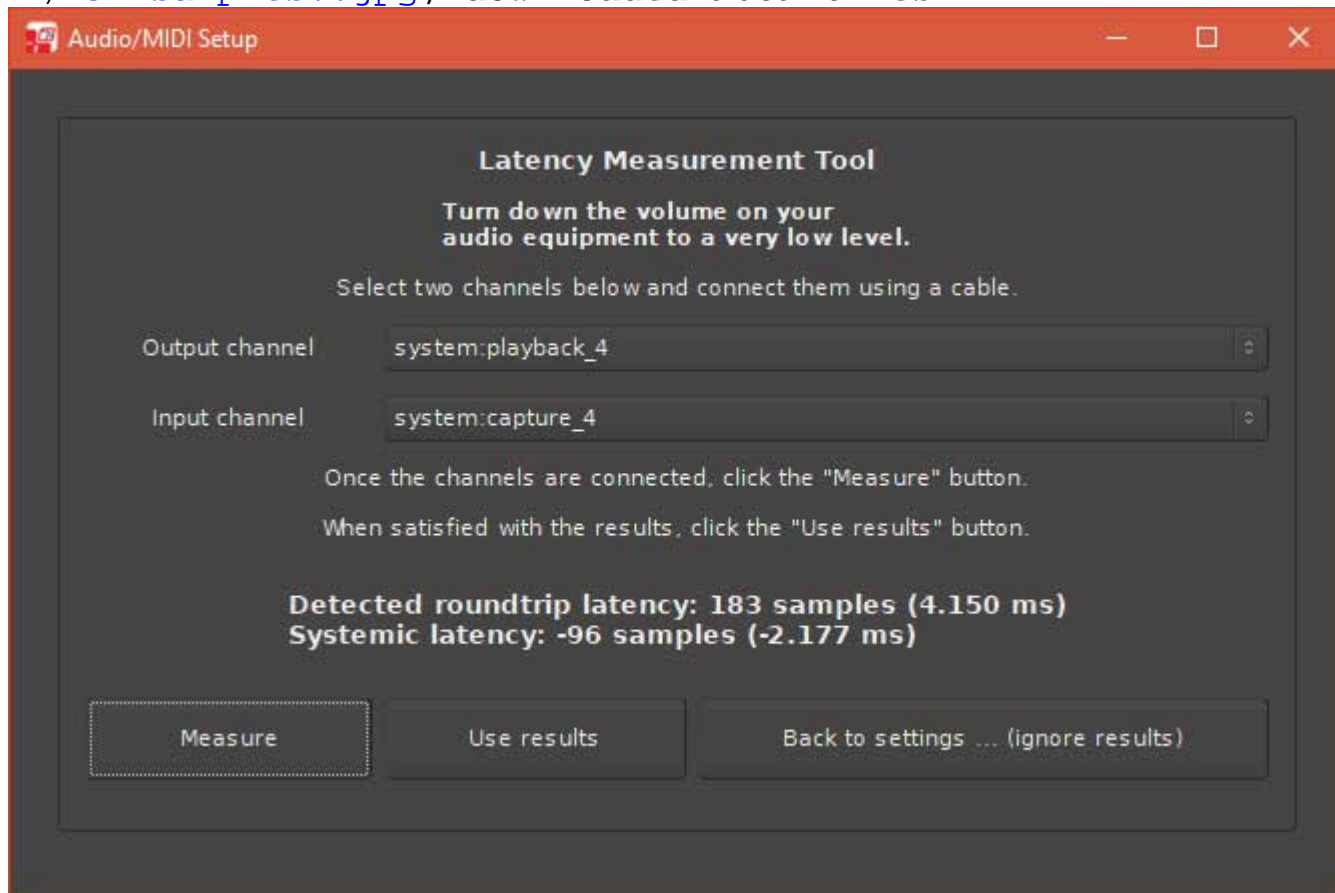 Audio/MIDI Setup
Latency Measurement Tool
Turn down the volume on your
audio equipment to a very low level.
Select two channels below and connect them using a cable.
Output channel system:playback_4
Input channel system:capture_4
Once the channels are connected, click the "Measure" button.
When satisfied with the results, click the "Use results" button.
Detected roundtrip latency: 183 samples (4.150 ms)
Systemic latency: -96 samples (-2.177 ms)
Measure Use results Back to settings ... (ignore results)